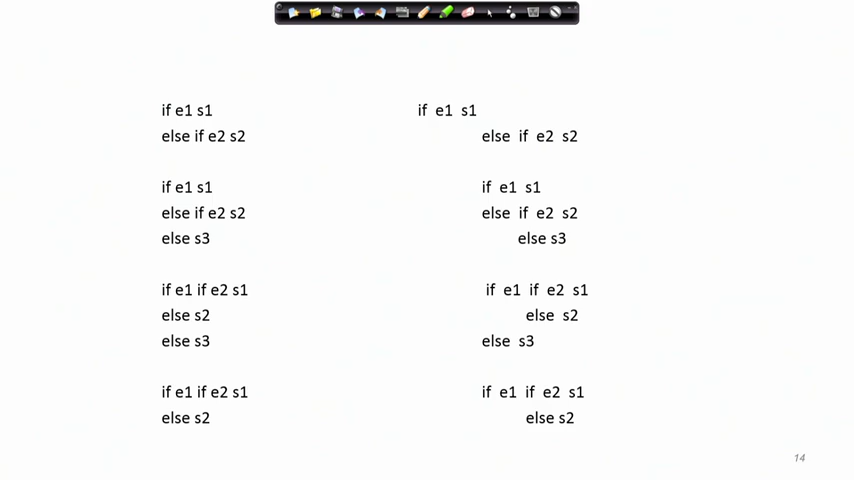 if e1 s1
else if e2 s2
if e1 s1
else if e2 s2
else s3
if e1 if e2 s1
else s2
else s3
if e1 if e2 s1
else s2
if e1 s1
else if e2 s2
if e1 s1
else if e2 s2
else s3
if e1 if e2 s1
else s2
else s3
if e1 if e2 s1
else s2
14